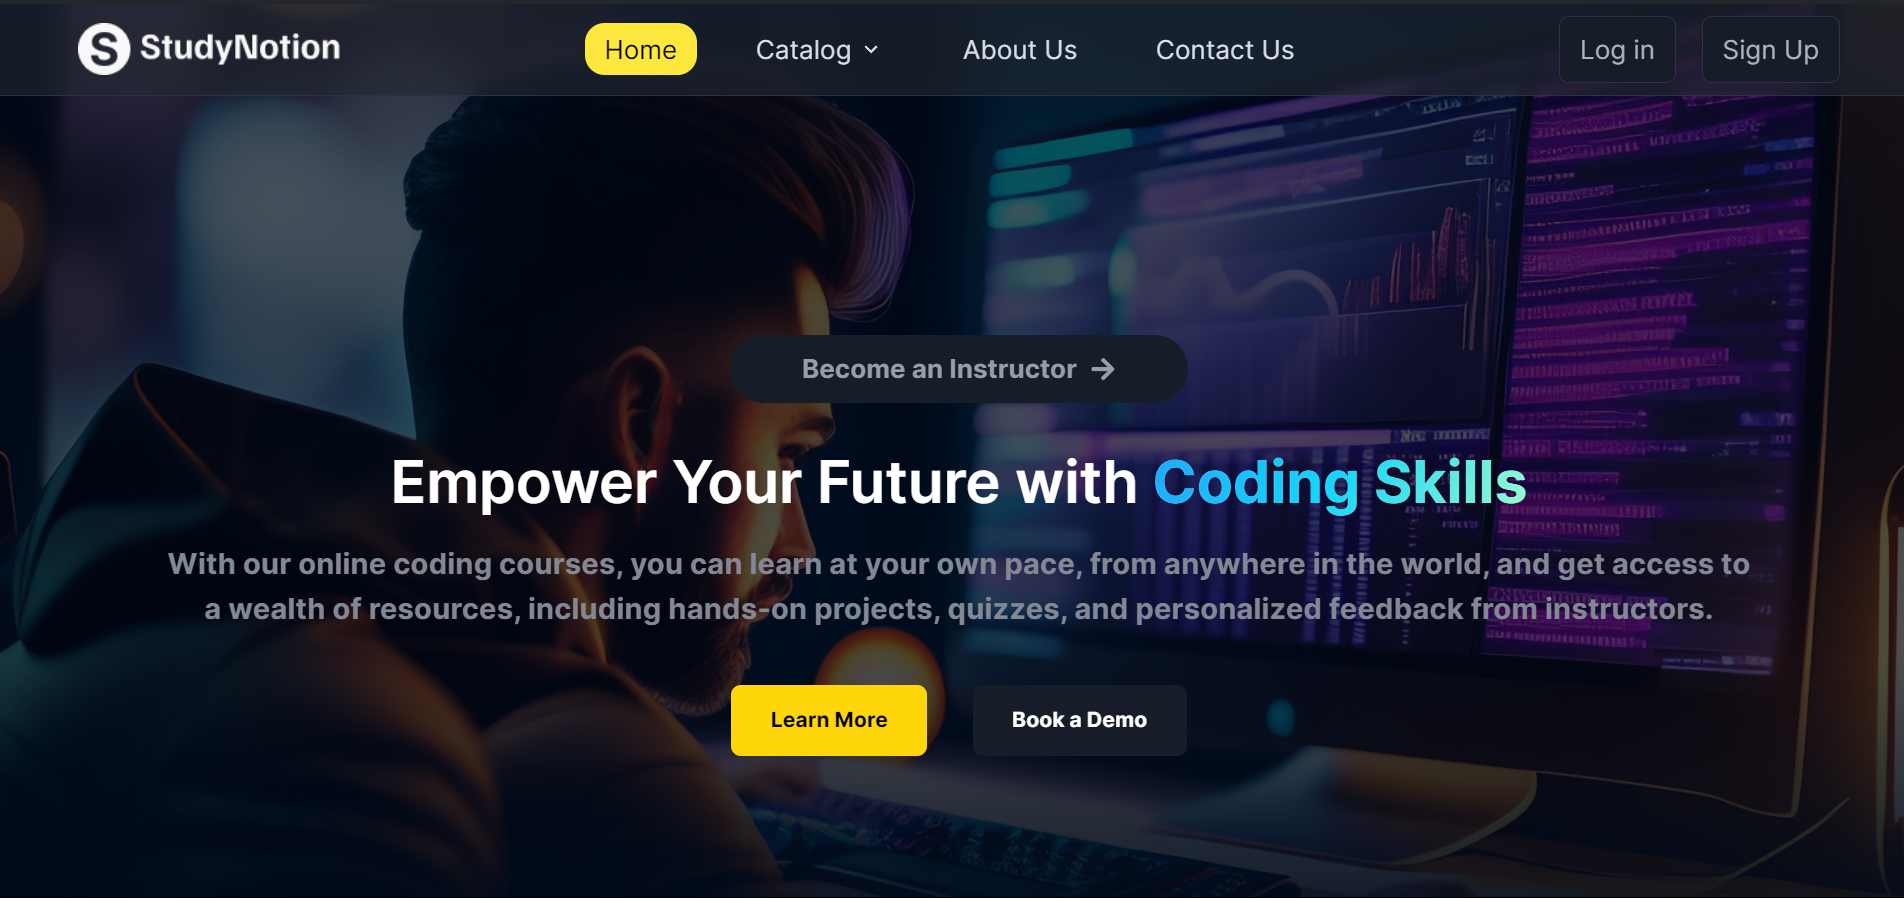 StudyNotion
Home
Catalog
About Us
Contact Us
Log in
Sign Up
Become an Instructor
Empower Your Future with Coding Skills
With our online coding courses, you can learn at your own pace, from anywhere in the world, and get access to
a wealth of resources, including hands-on projects, quizzes, and personalized feedback from instructors.
Learn More
Book a Demo